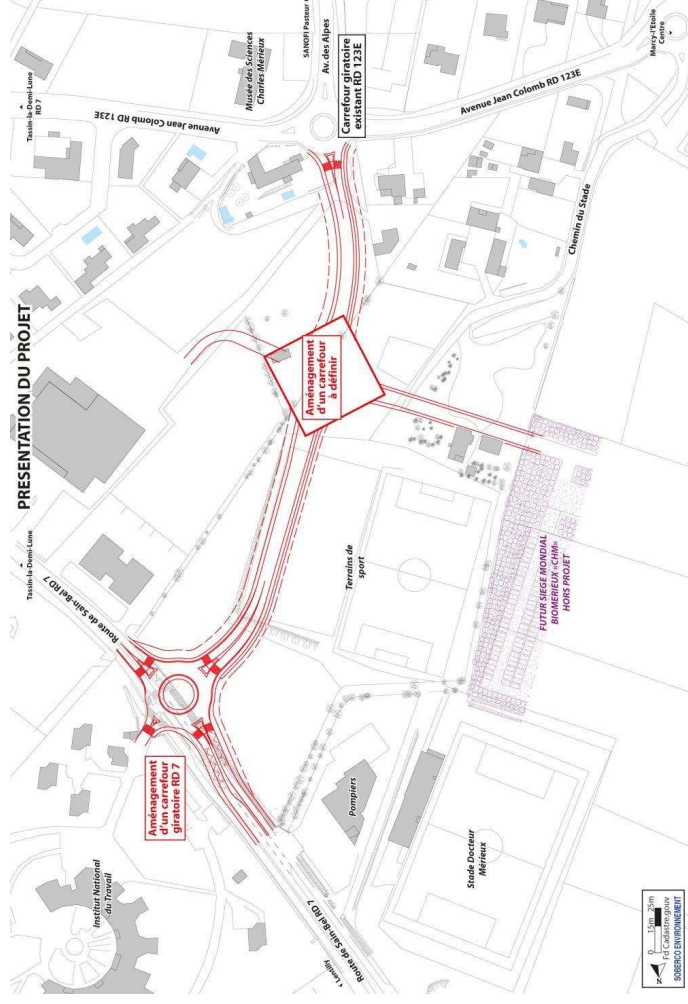 PRESENTATION DU PROJET
Tassin-la-Demi-Lune
RD 7
Avenue Jean Colomb RD 123E
Musée des Sciences
Charles Mérieux
SANOFI Pasteur
Av. des Alpes
Carrefour giratoire
existant RD 123E
Avenue Jean Colomb RD 123E
Marcy-l'Etoile
Centre
Chemin du Stade
Tassin-la-Demi-Lune
Route de Sain-Bel RD 7
Aménagement
d'un carrefour
à définir
Terrains de
sport
FUTUR SIEGE MONDIAL
BIOMERIEUX «CHM»
HORS PROJET
Aménagement
d'un carrefour
giratoire RD 7
Institut National
du Travail
Pompiers
Stade Docteur
Mérieux
Lentilly
Route de Sain-Bel RD 7
N
0 15m 25m
Fd Cadastre.gouv
SOBERCO ENVIRONNEMENT